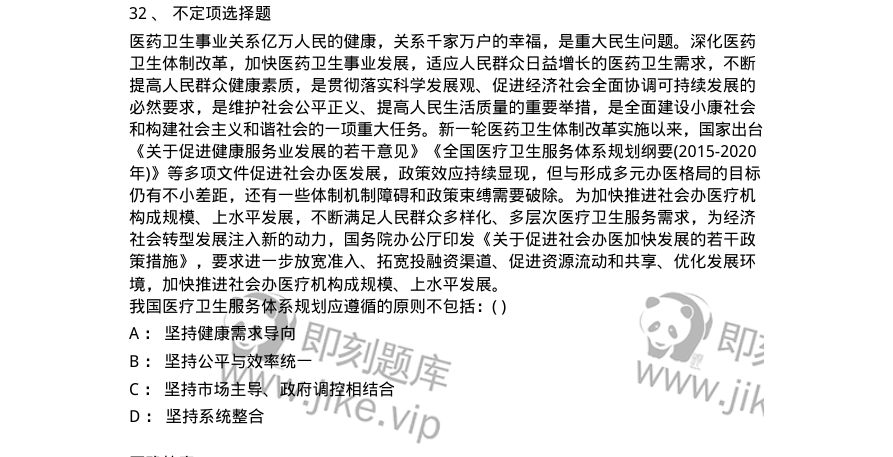 32 、 不定项选择题
医药卫生事业关系亿万人民的健康，关系千家万户的幸福，是重大民生问题。深化医药
卫生体制改革，加快医药卫生事业发展，适应人民群众日益增长的医药卫生需求，不断
提高人民群众健康素质，是贯彻落实科学发展观、促进经济社会全面协调可持续发展的
必然要求，是维护社会公平正义、提高人民生活质量的重要举措，是全面建设小康社会
和构建社会主义和谐社会的一项重大任务。新一轮医药卫生体制改革实施以来，国家出台
《关于促进健康服务业发展的若干意见》《全国医疗卫生服务体系规划纲要(2015-2020
年)》等多项文件促进社会办医发展，政策效应持续显现，但与形成多元办医格局的目标
仍有不小差距，还有一些体制机制障碍和政策束缚需要破除。为加快推进社会办医疗机
构成规模、上水平发展，不断满足人民群众多样化、多层次医疗卫生服务需求，为经济
社会转型发展注入新的动力，国务院办公厅印发《关于促进社会办医加快发展的若干政
策措施》，要求进一步放宽准入、拓宽投融资渠道、促进资源流动和共享、优化发展环
境，加快推进社会办医疗机构成规模、上水平发展。
我国医疗卫生服务体系规划应遵循的原则不包括：( )
A ： 坚持健康需求导向
B ： 坚持公平与效率统一
C ： 坚持市场主导、政府调控相结合
D ： 坚持系统整合
即刻题库
www.jike.vip
即刻
www.jik